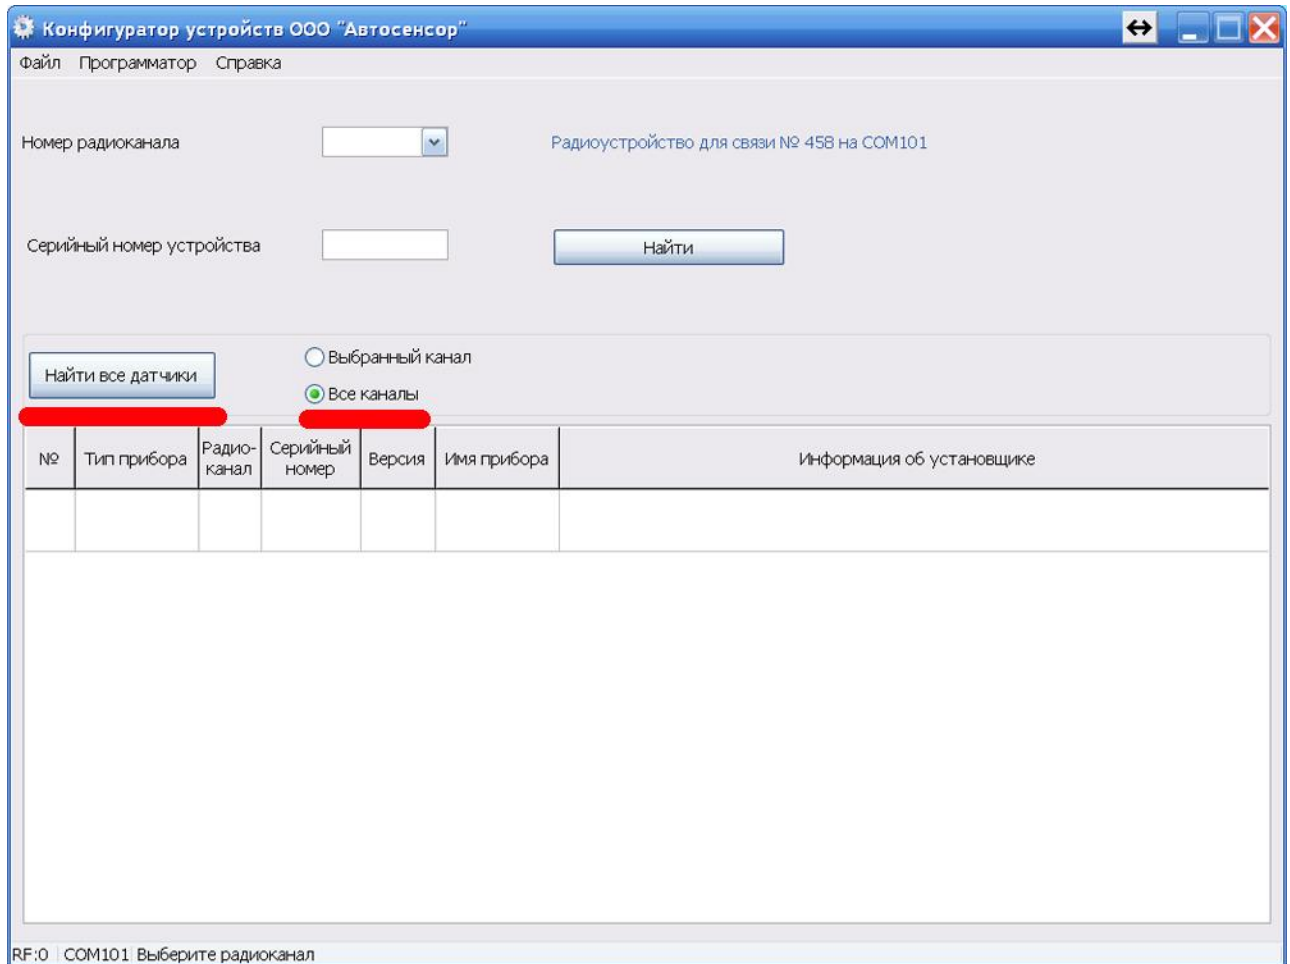 Конфигуратор устройств ООО "Автосенсор"
Файл Программатор Справка
Номер радиоканала Радиоустройство для связи № 458 на COM101
Серийный номер устройства Найти
Выбранный канал
Найти все датчики
Все каналы
№ Тип прибора Радио-канал Серийный номер Версия Имя прибора Информация об установщике
RF:0 COM101 Выберите радиоканал